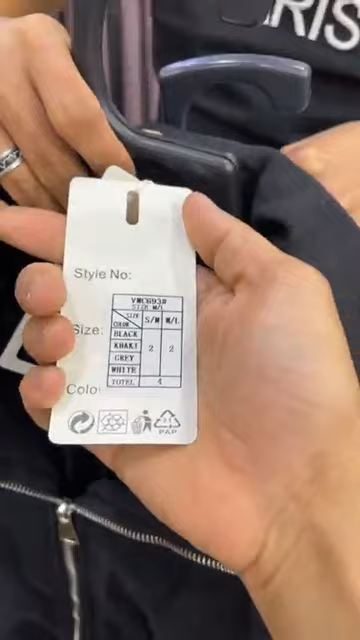 RIS
Style No:
VMC693#
SIZE M/L
SIZE
COLOR
S/M M/L
Size:
BLACK
KHAKI 2 2
GREY
WHITE
Colo
TOTEL 4
PAP